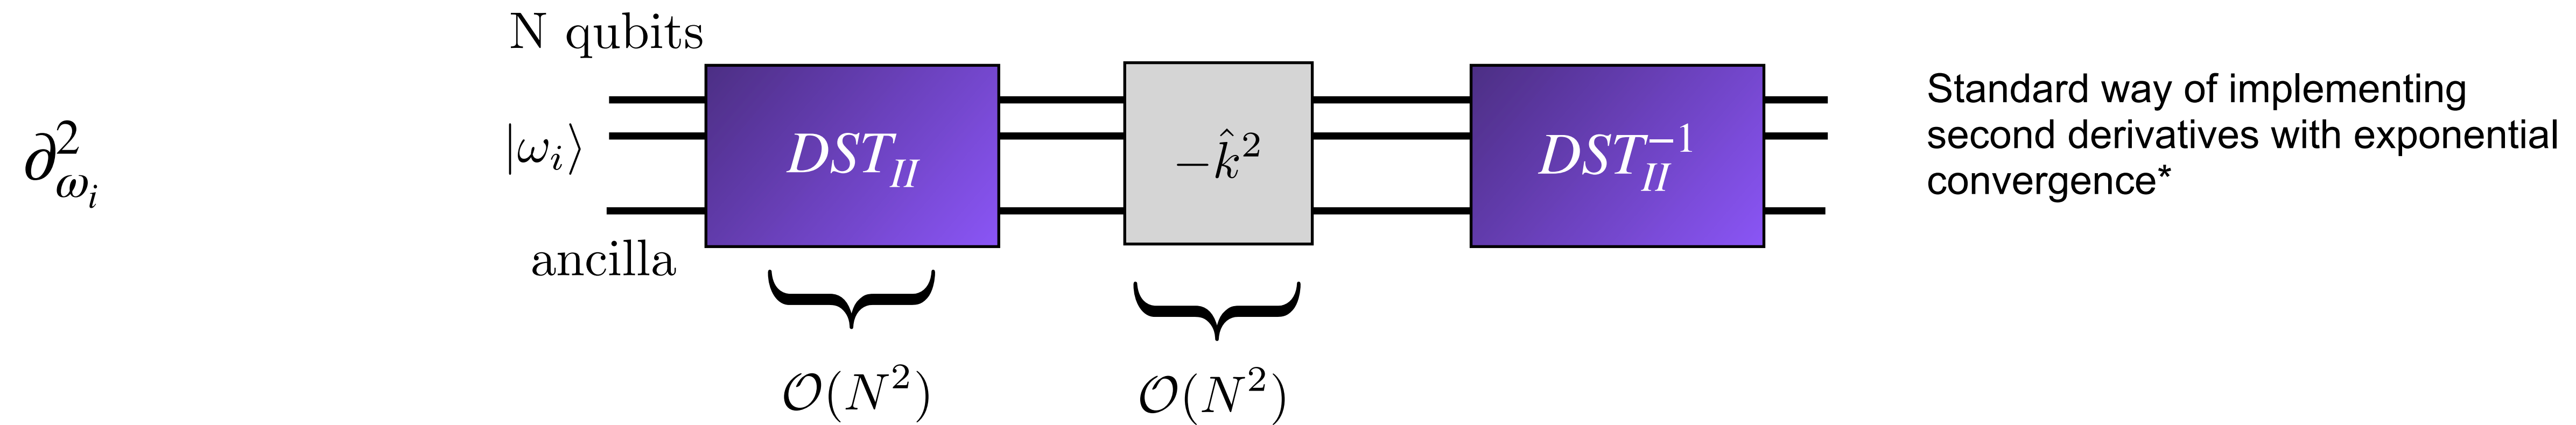 ∂²_{ω_i}
N qubits
|ω_i⟩
ancilla
DST_{II}
−k̂²
DST_{II}^{−1}
𝒪(N²)
𝒪(N²)
Standard way of implementing
second derivatives with exponential
convergence*